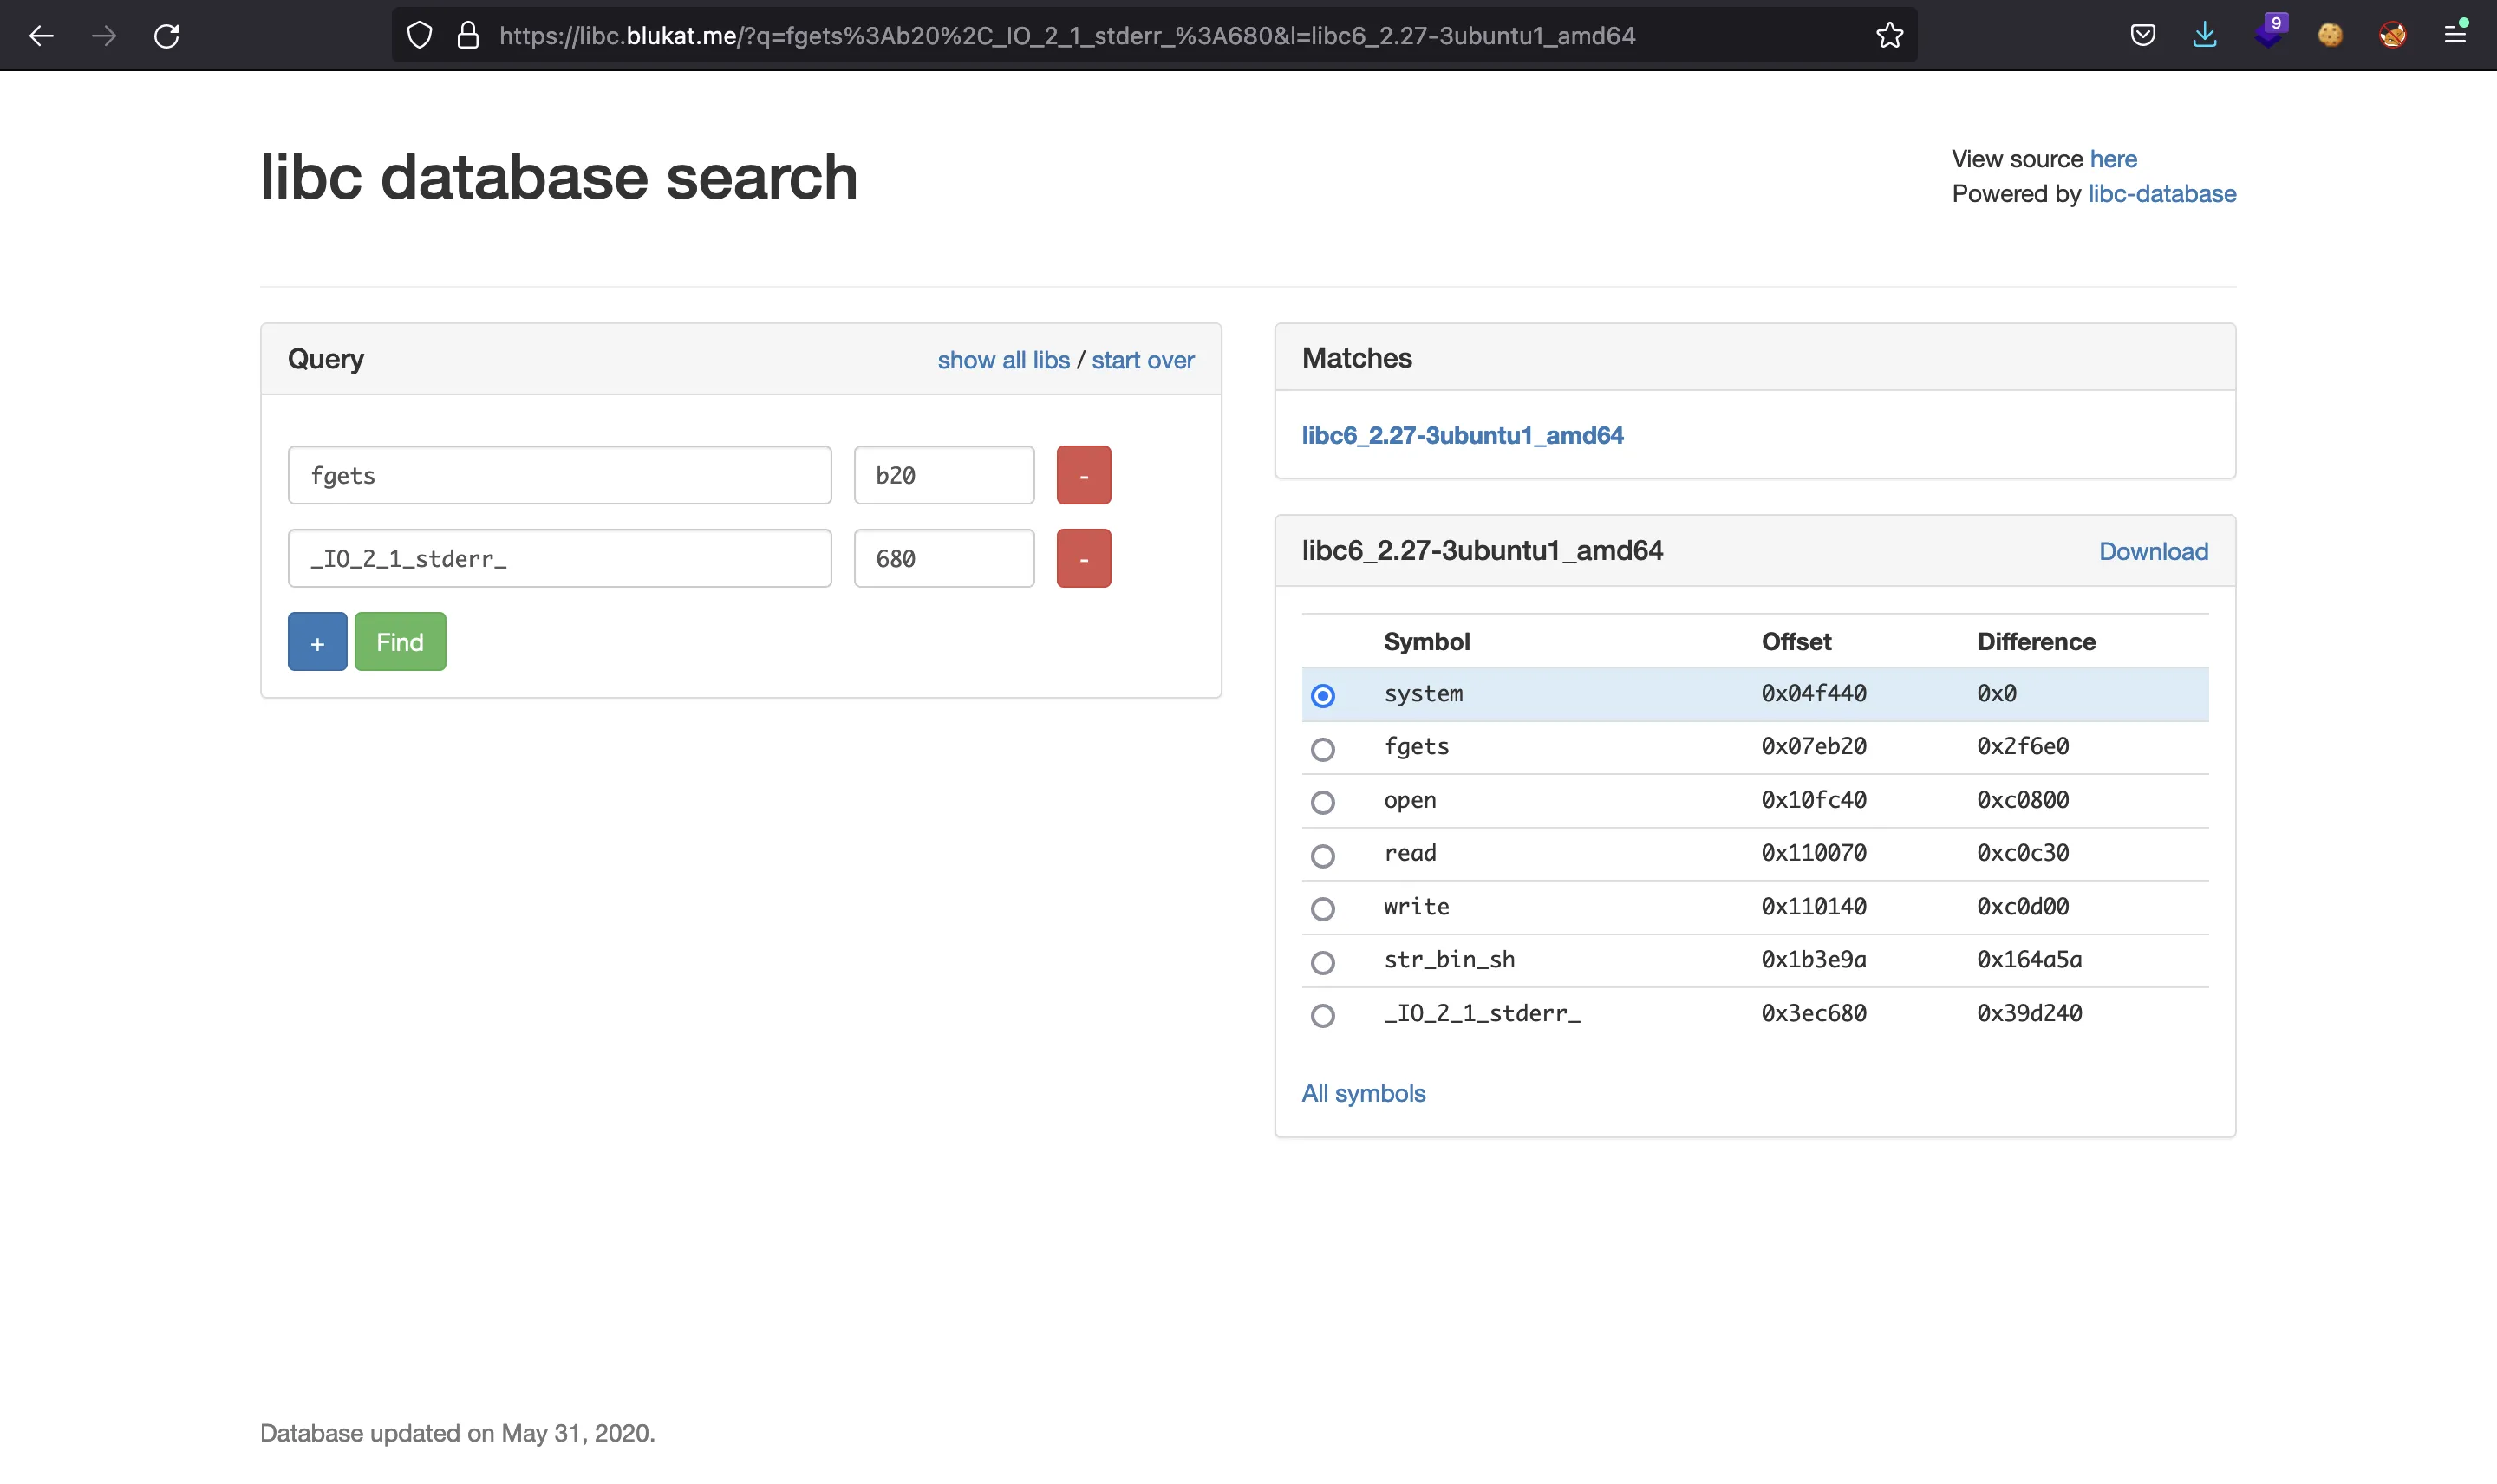 https://libc.blukat.me/?q=fgets%3Ab20%2C_IO_2_1_stderr_%3A680&l=libc6_2.27-3ubuntu1_amd64
9
libc database search
View source here
Powered by libc-database
Query
show all libs / start over
fgets
b20
-
_IO_2_1_stderr_
680
-
+
Find
Matches
libc6_2.27-3ubuntu1_amd64
libc6_2.27-3ubuntu1_amd64
Download
Symbol Offset Difference
system 0x04f440 0x0
fgets 0x07eb20 0x2f6e0
open 0x10fc40 0xc0800
read 0x110070 0xc0c30
write 0x110140 0xc0d00
str_bin_sh 0x1b3e9a 0x164a5a
_IO_2_1_stderr_ 0x3ec680 0x39d240
All symbols
Database updated on May 31, 2020.